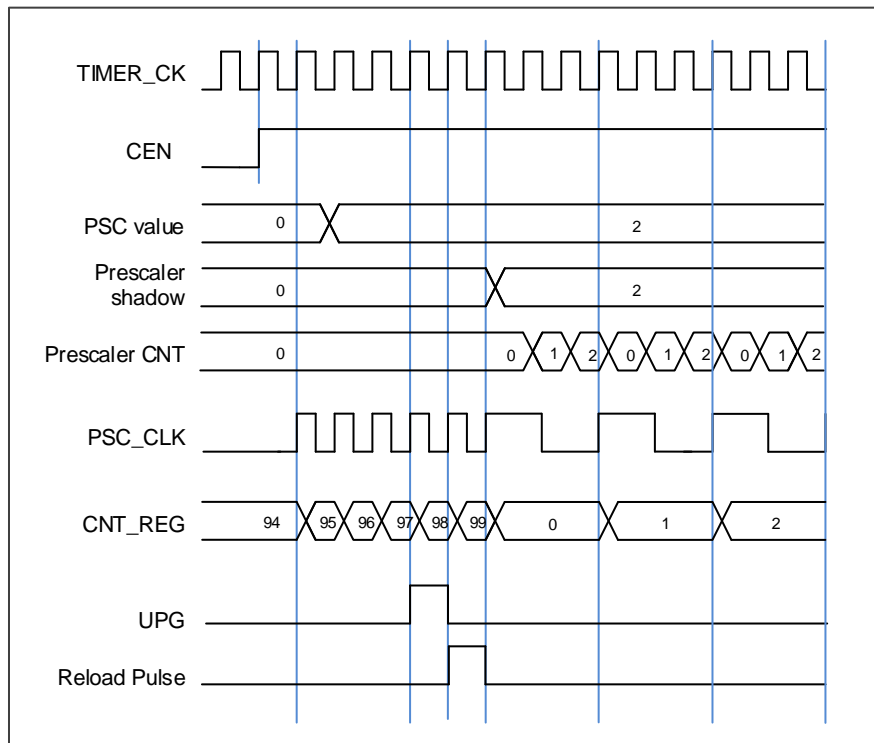 TIMER_CK
CEN
PSC value 0 2
Prescaler
shadow 0 2
Prescaler CNT 0 0 1 2 0 1 2 0 1 2
PSC_CLK
CNT_REG 94 95 96 97 98 99 0 1 2
UPG
Reload Pulse